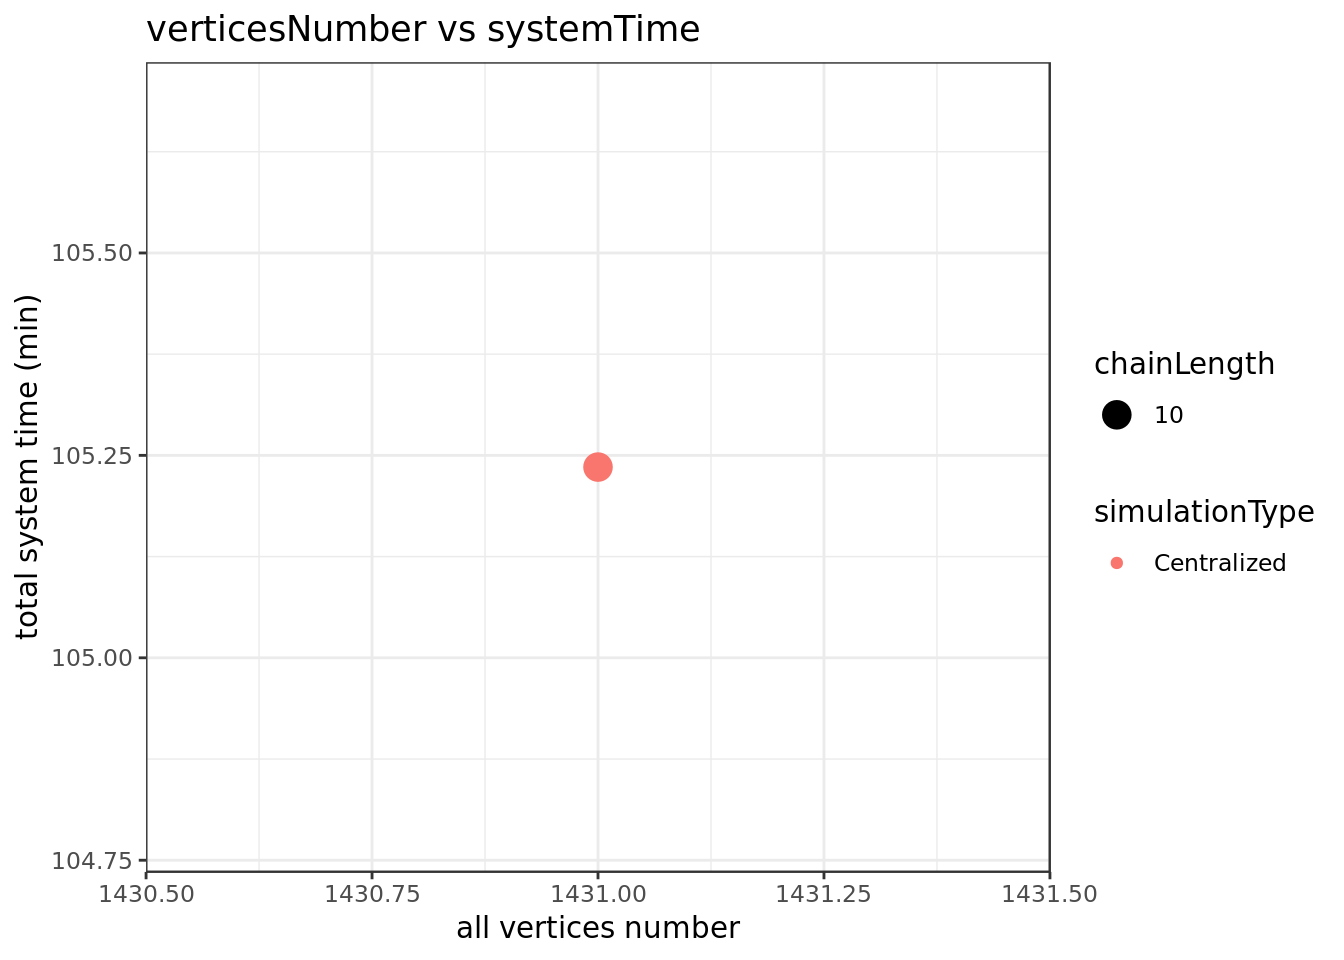 verticesNumber vs systemTime
total system time (min)
105.50
105.25
105.00
104.75
1430.50 1430.75 1431.00 1431.25 1431.50
all vertices number
chainLength
10
simulationType
Centralized